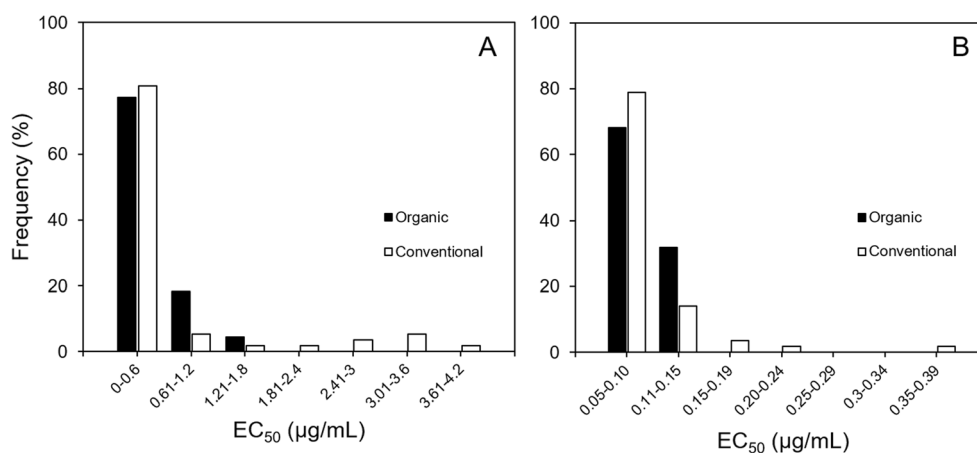 A
100
80
60
40
20
0
Frequency (%)
Organic
Conventional
0-0.6
0.61-1.2
1.21-1.8
1.81-2.4
2.41-3
3.01-3.6
3.61-4.2
EC50 (µg/mL)
B
100
80
60
40
20
0
Organic
Conventional
0.05-0.10
0.11-0.15
0.15-0.19
0.20-0.24
0.25-0.29
0.3-0.34
0.35-0.39
EC50 (µg/mL)